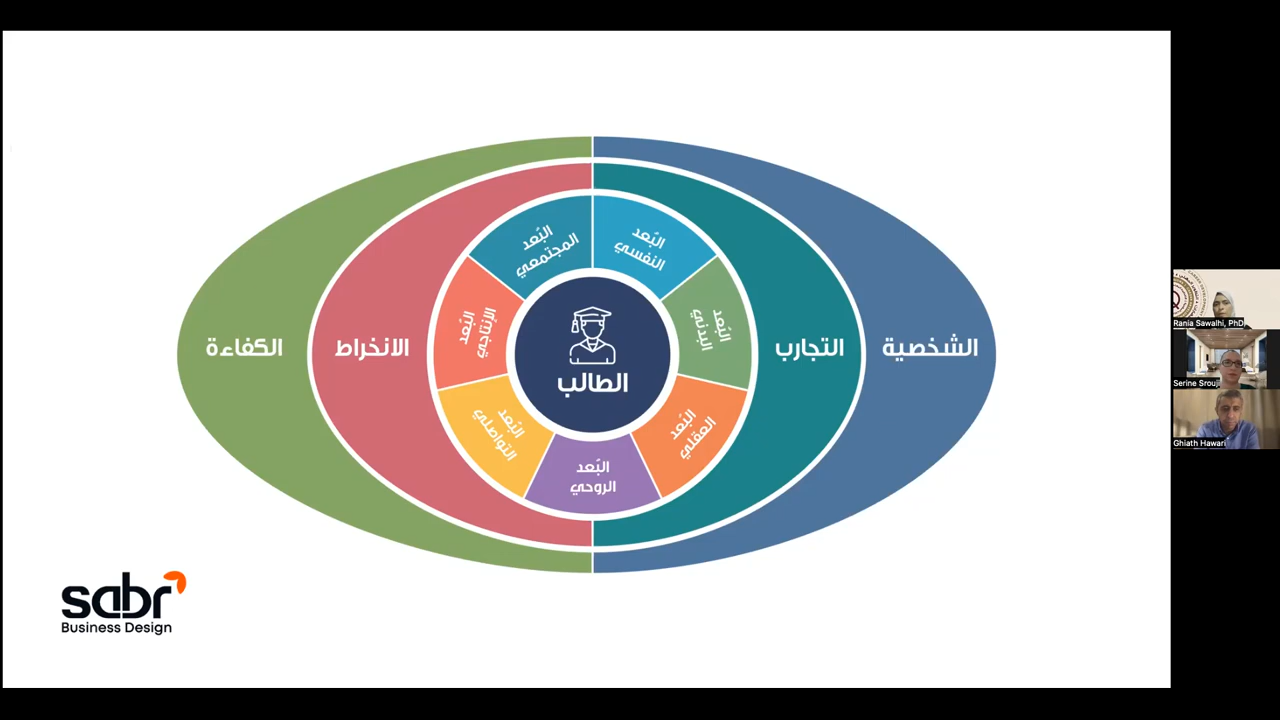 الشخصية
التجارب
الانخراط
الكفاءة
البُعد
النفسي
البُعد
البدني
البُعد
العقلي
البُعد
الروحي
البُعد
التواصلي
البُعد
الإنتاجي
البُعد
المجتمعي
الطالب
sabr
Business Design
Rania Sawalhi, PhD
Serine Srouji
Ghiath Hawari